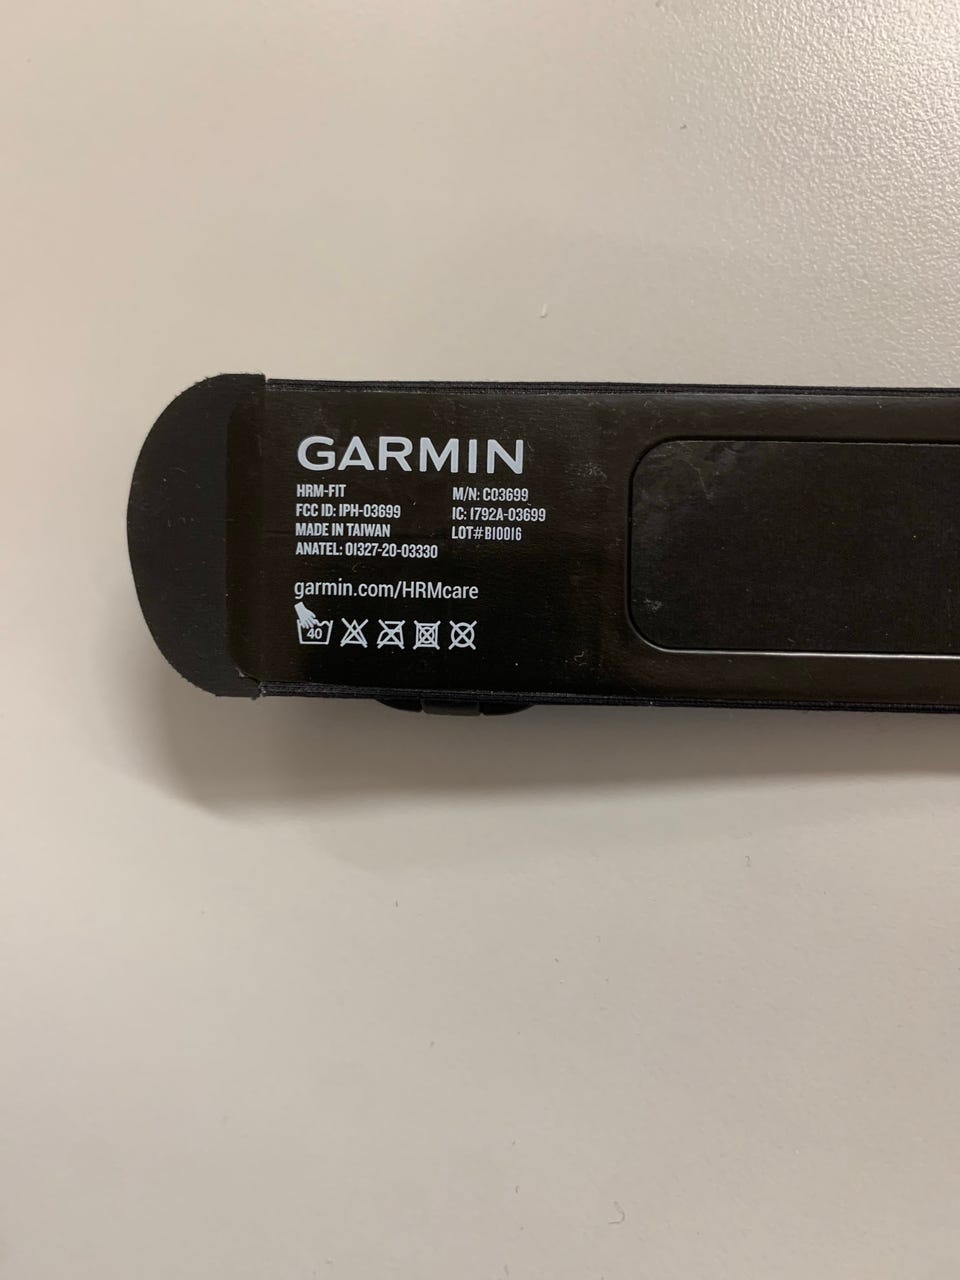 GARMIN
HRM-FIT
FCC ID: IPH-03699
MADE IN TAIWAN
ANATEL: 01327-20-03330
M/N: C03699
IC: 1792A-03699
LOT#B10016
garmin.com/HRMcare
40